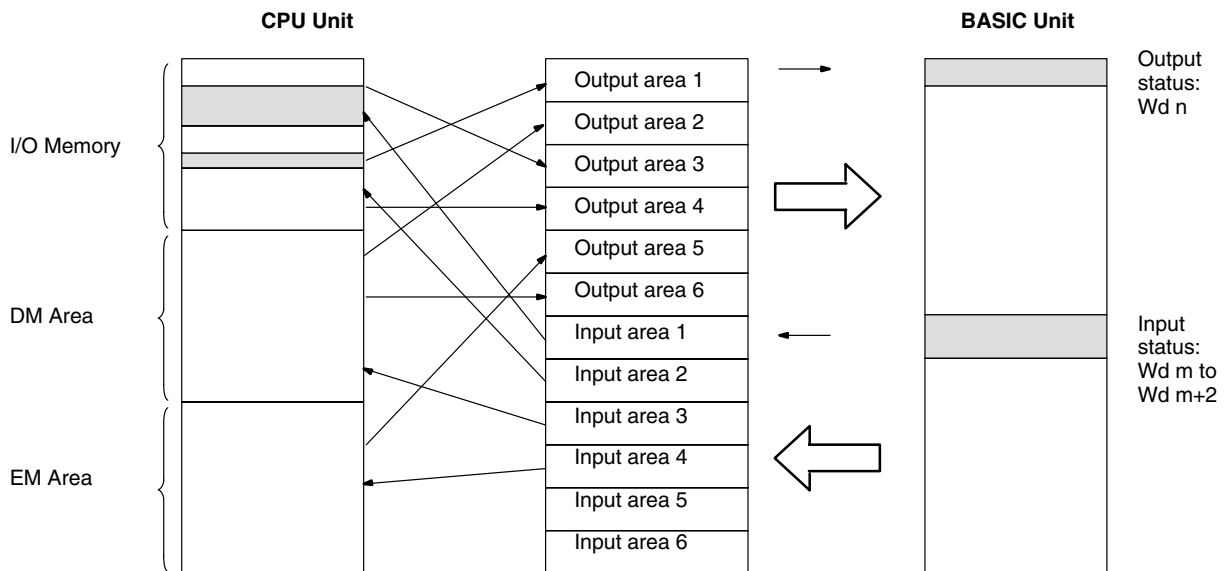 CPU Unit
BASIC Unit
I/O Memory
DM Area
EM Area
Output area 1
Output area 2
Output area 3
Output area 4
Output area 5
Output area 6
Input area 1
Input area 2
Input area 3
Input area 4
Input area 5
Input area 6
Output
status:
Wd n
Input
status:
Wd m to
Wd m+2